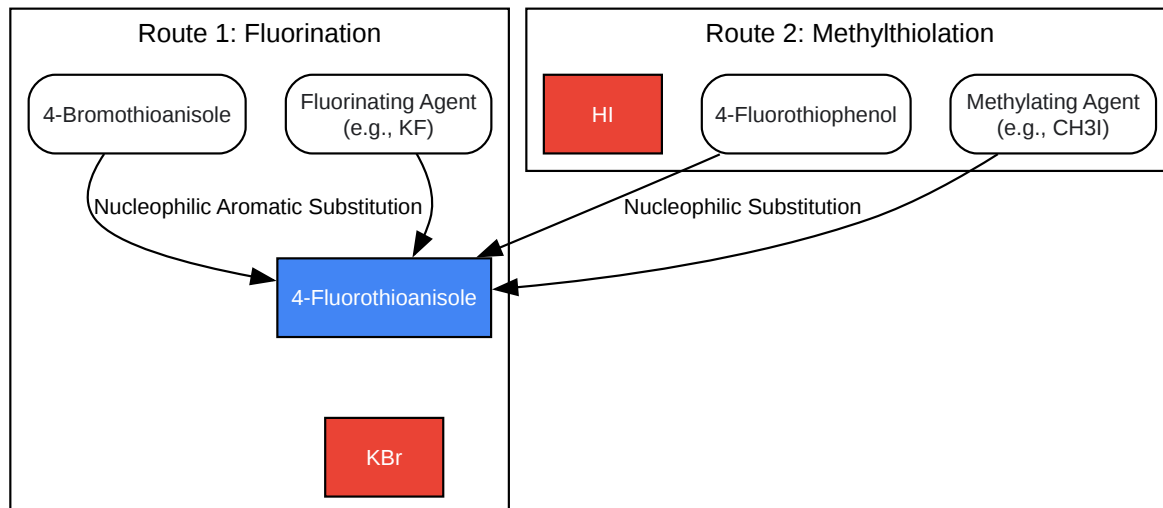 Route 1: Fluorination
Route 2: Methylthiolation
4-Bromothioanisole
Fluorinating Agent
(e.g., KF)
HI
4-Fluorothiophenol
Methylating Agent
(e.g., CH3I)
Nucleophilic Aromatic Substitution
Nucleophilic Substitution
4-Fluorothioanisole
KBr